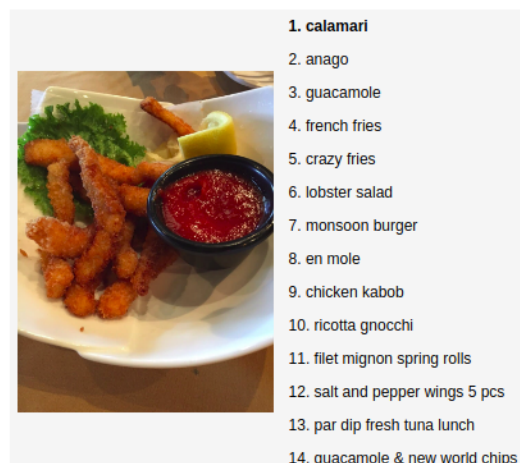 1. calamari
2. anago
3. guacamole
4. french fries
5. crazy fries
6. lobster salad
7. monsoon burger
8. en mole
9. chicken kabob
10. ricotta gnocchi
11. filet mignon spring rolls
12. salt and pepper wings 5 pcs
13. par dip fresh tuna lunch
14. guacamole & new world chips